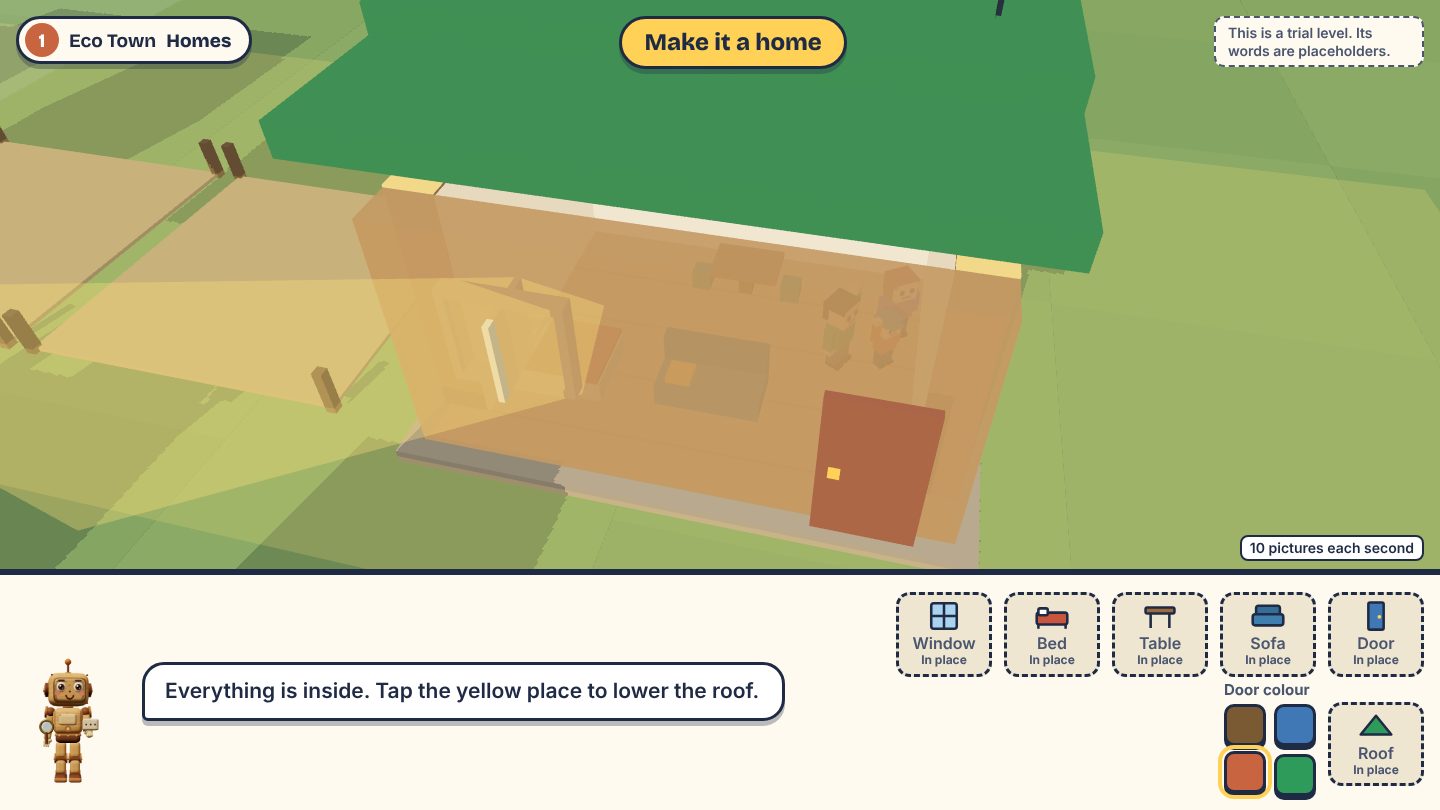 1 Eco Town Homes
Make it a home
This is a trial level. Its
words are placeholders.
10 pictures each second
Everything is inside. Tap the yellow place to lower the roof.
Window
In place
Bed
In place
Table
In place
Sofa
In place
Door
In place
Door colour
Roof
In place